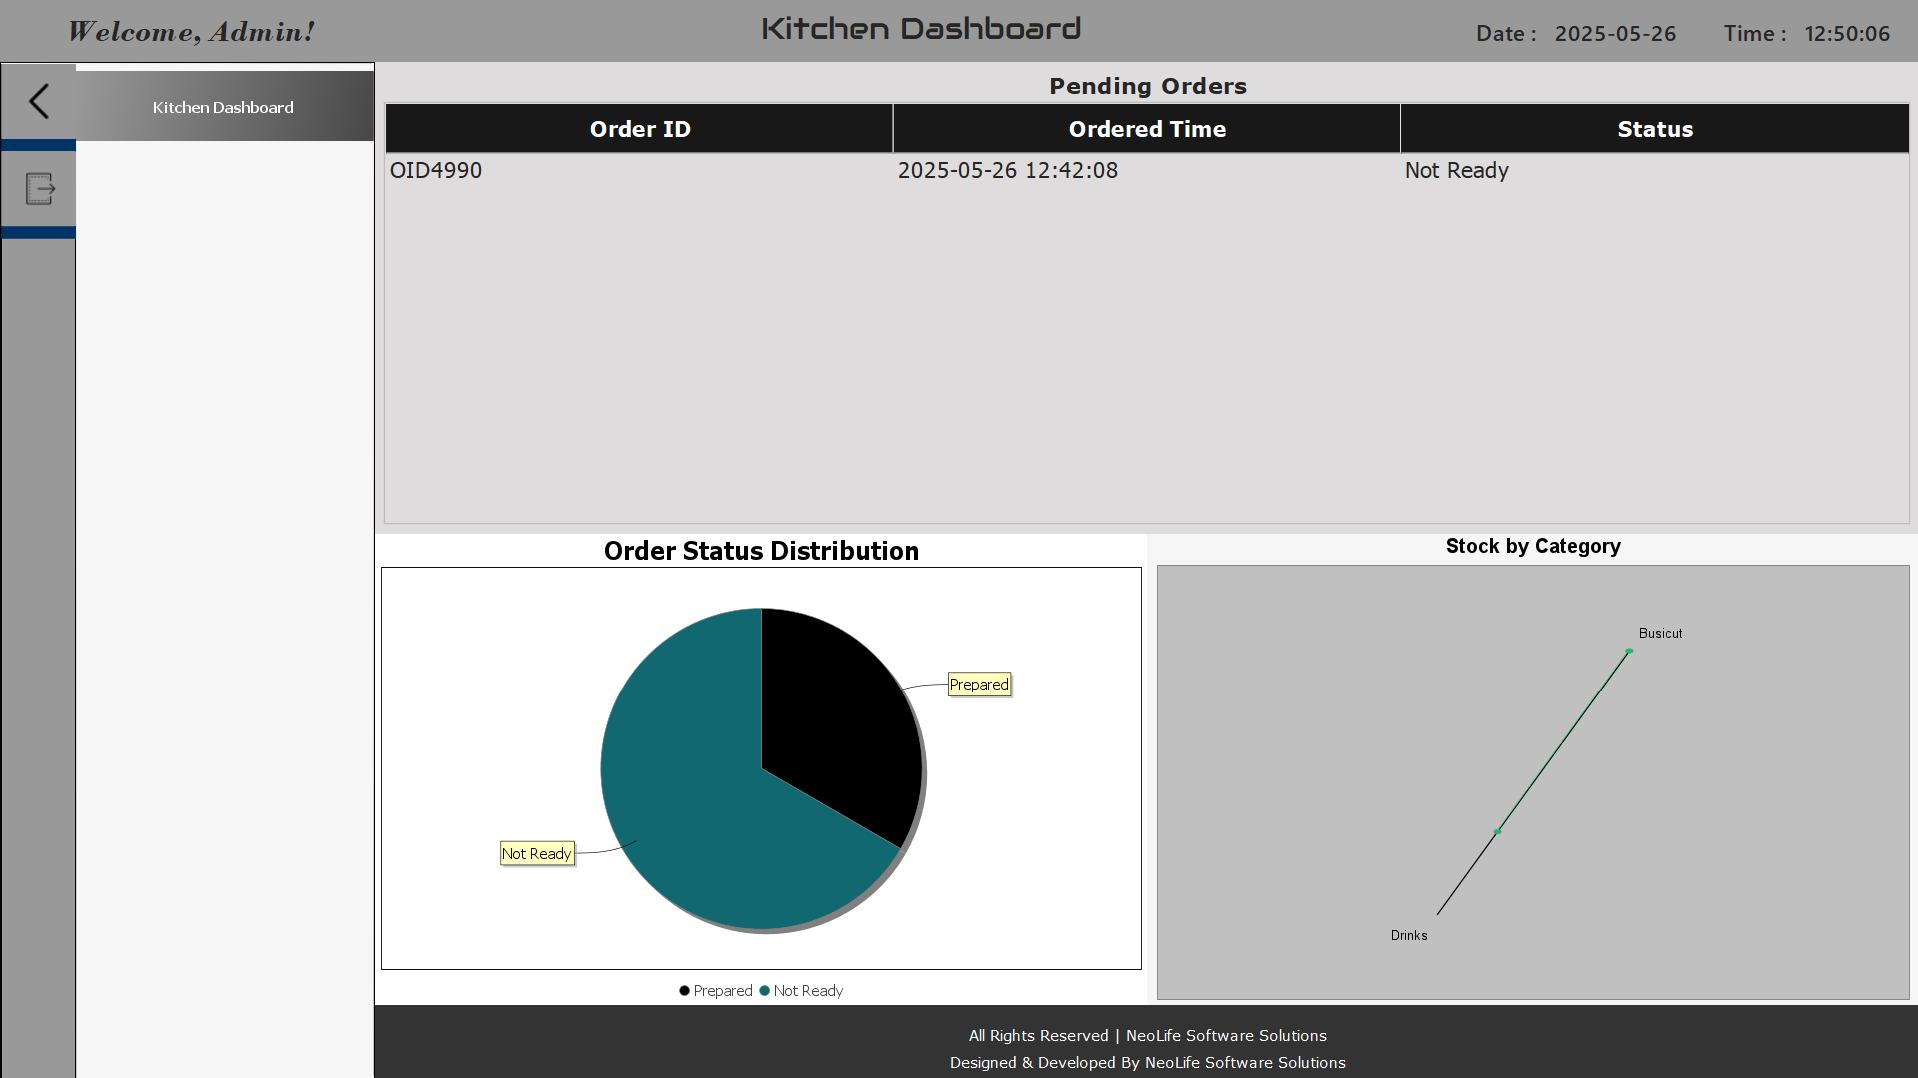 Welcome, Admin!
Kitchen Dashboard
Date : 2025-05-26 Time : 12:50:06
Kitchen Dashboard
Pending Orders
Order ID Ordered Time Status
OID4990 2025-05-26 12:42:08 Not Ready
Order Status Distribution
Prepared
Not Ready
Prepared Not Ready
Stock by Category
Busicut
Drinks
All Rights Reserved | NeoLife Software Solutions
Designed & Developed By NeoLife Software Solutions